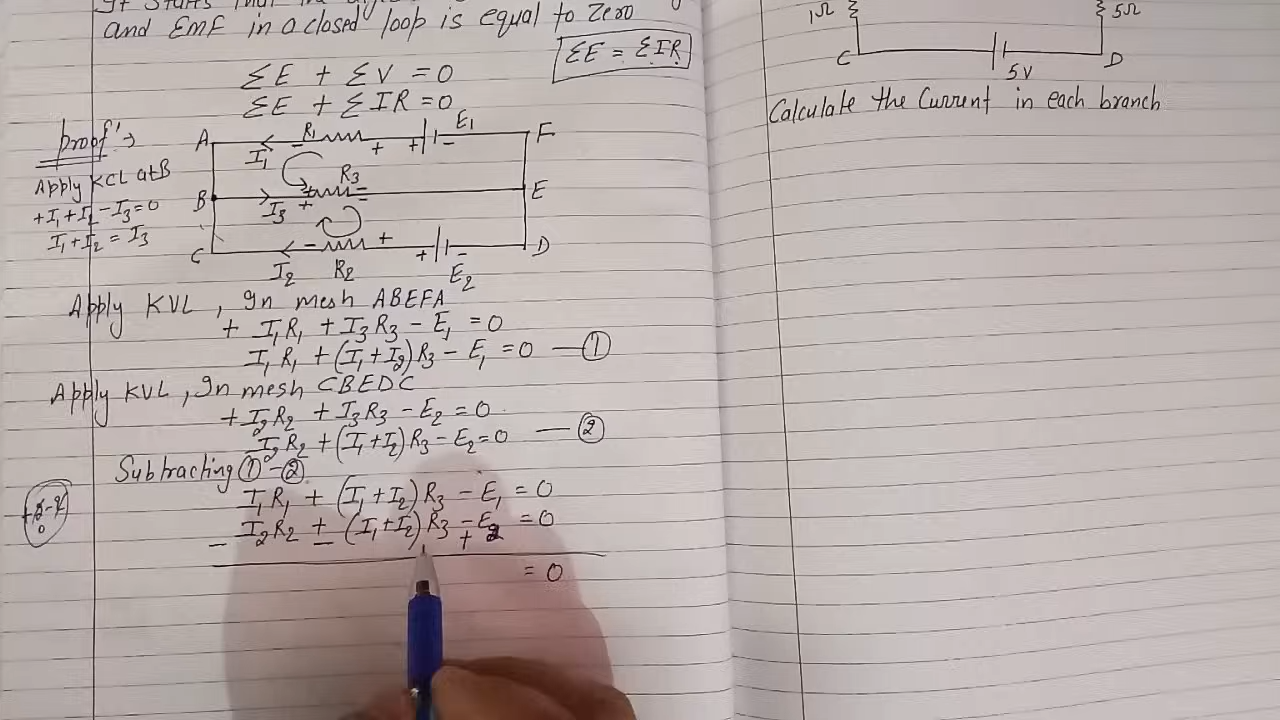 and EMF in a closed loop is equal to Zero
ΣE = ΣIR
ΣE + ΣV = 0
ΣE + ΣIR = 0
Proof:
Apply KCL at B
+I₁+I₂-I₃=0
I₁+I₂ = I₃
A R₁ + + - E₁ F
I₁
R₃
B I₃ + - E
C - + + - D
I₂ R₂ E₂
Apply KVL, In mesh ABEFA
+ I₁R₁ + I₃R₃ - E₁ = 0
I₁R₁ + (I₁+I₂)R₃ - E₁ = 0 — ①
Apply KVL, In mesh CBEDC
+ I₂R₂ + I₃R₃ - E₂ = 0
I₂R₂ + (I₁+I₂)R₃ - E₂ = 0 — ②
Subtracting ① - ②
I₁R₁ + (I₁+I₂)R₃ - E₁ = 0
I₂R₂ + (I₁+I₂)R₃ - E₂ = 0
- - +
= 0
1Ω 5Ω
C 5V D
Calculate the Current in each branch